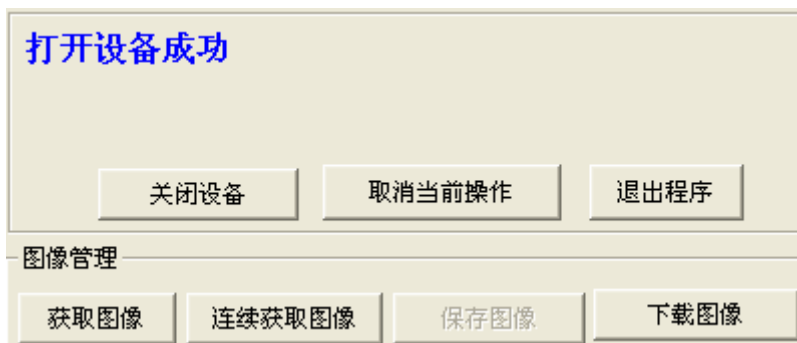 打开设备成功
关闭设备 取消当前操作 退出程序
图像管理
获取图像 连续获取图像 保存图像 下载图像